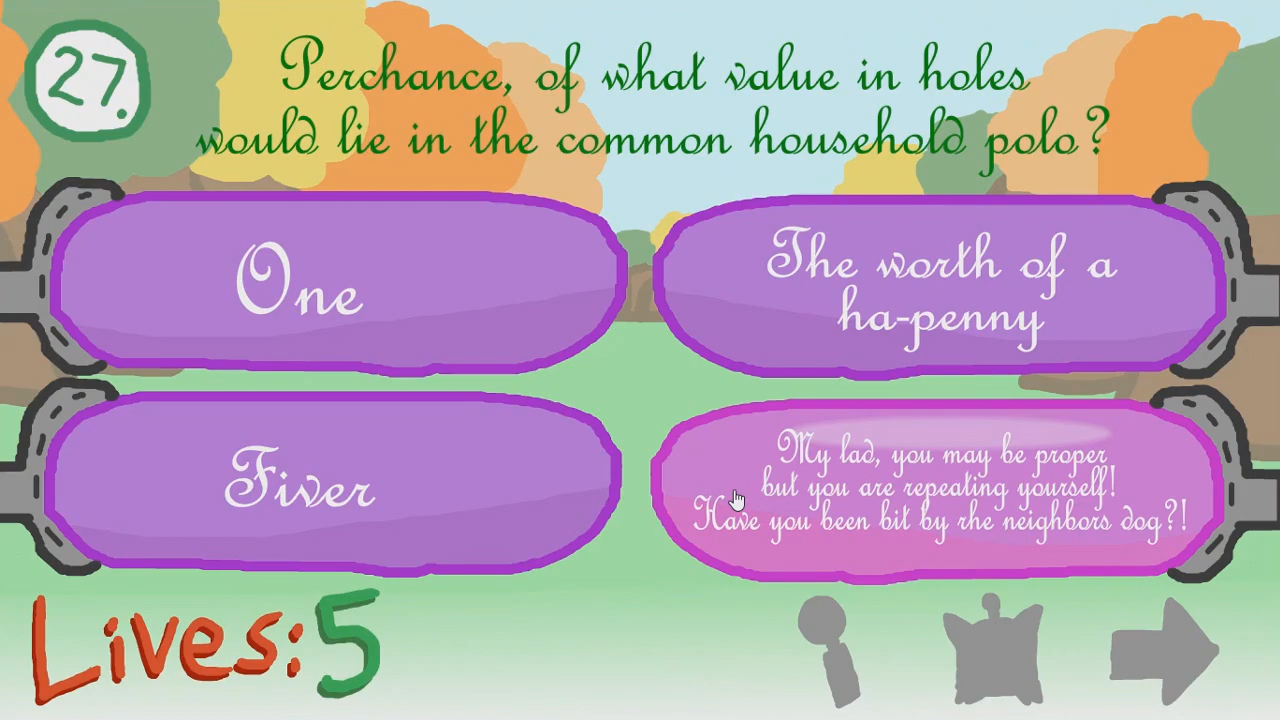 27.
Perchance, of what value in holes
would lie in the common household polo?
One
The worth of a
ha-penny
Fiver
My lad, you may be proper
but you are repeating yourself!
Have you been bit by rhe neighbors dog?!
Lives: 5